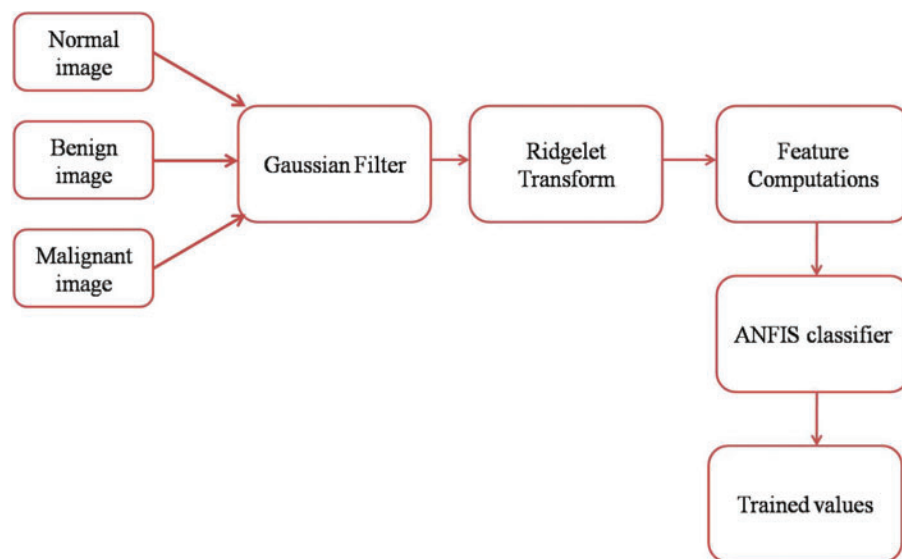 Normal
image
Benign
image
Malignant
image
Gaussian Filter
Ridgelet
Transform
Feature
Computations
ANFIS classifier
Trained values